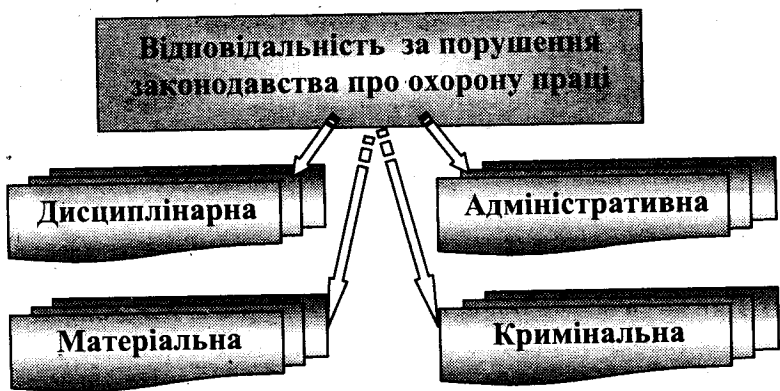 Відповідальність за порушення
законодавства про охорону праці
Дисциплінарна
Адміністративна
Матеріальна
Кримінальна